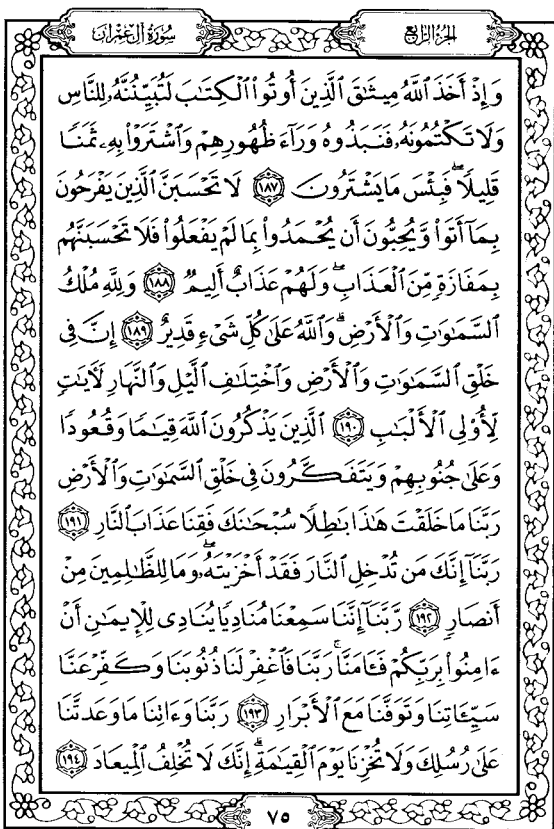 الجزء الرابع
سورة آل عمران
وَإِذْ أَخَذَ ٱللَّهُ مِيثَٰقَ ٱلَّذِينَ أُوتُوا۟ ٱلْكِتَٰبَ لَتُبَيِّنُنَّهُۥ لِلنَّاسِ
وَلَا تَكْتُمُونَهُۥ فَنَبَذُوهُ وَرَآءَ ظُهُورِهِمْ وَٱشْتَرَوْا۟ بِهِۦ ثَمَنًا
قَلِيلًا ۖ فَبِئْسَ مَا يَشْتَرُونَ ١٨٧ لَا تَحْسَبَنَّ ٱلَّذِينَ يَفْرَحُونَ
بِمَآ أَتَوا۟ وَّيُحِبُّونَ أَن يُحْمَدُوا۟ بِمَا لَمْ يَفْعَلُوا۟ فَلَا تَحْسَبَنَّهُم
بِمَفَازَةٍ مِّنَ ٱلْعَذَابِ ۖ وَلَهُمْ عَذَابٌ أَلِيمٌ ١٨٨ وَلِلَّهِ مُلْكُ
ٱلسَّمَٰوَٰتِ وَٱلْأَرْضِ ۗ وَٱللَّهُ عَلَىٰ كُلِّ شَىْءٍ قَدِيرٌ ١٨٩ إِنَّ فِى
خَلْقِ ٱلسَّمَٰوَٰتِ وَٱلْأَرْضِ وَٱخْتِلَٰفِ ٱلَّيْلِ وَٱلنَّهَارِ لَـَٔايَٰتٍ
لِّأُو۟لِى ٱلْأَلْبَٰبِ ١٩٠ ٱلَّذِينَ يَذْكُرُونَ ٱللَّهَ قِيَٰمًا وَقُعُودًا
وَعَلَىٰ جُنُوبِهِمْ وَيَتَفَكَّرُونَ فِى خَلْقِ ٱلسَّمَٰوَٰتِ وَٱلْأَرْضِ
رَبَّنَا مَا خَلَقْتَ هَٰذَا بَٰطِلًا سُبْحَٰنَكَ فَقِنَا عَذَابَ ٱلنَّارِ ١٩١
رَبَّنَآ إِنَّكَ مَن تُدْخِلِ ٱلنَّارَ فَقَدْ أَخْزَيْتَهُۥ ۖ وَمَا لِلظَّٰلِمِينَ مِنْ
أَنصَارٍ ١٩٢ رَّبَّنَآ إِنَّنَا سَمِعْنَا مُنَادِيًا يُنَادِى لِلْإِيمَٰنِ أَنْ
ءَامِنُوا۟ بِرَبِّكُمْ فَـَٔامَنَّا ۚ رَبَّنَا فَٱغْفِرْ لَنَا ذُنُوبَنَا وَكَفِّرْ عَنَّا
سَيِّـَٔاتِنَا وَتَوَفَّنَا مَعَ ٱلْأَبْرَارِ ١٩٣ رَبَّنَا وَءَاتِنَا مَا وَعَدتَّنَا
عَلَىٰ رُسُلِكَ وَلَا تُخْزِنَا يَوْمَ ٱلْقِيَٰمَةِ ۗ إِنَّكَ لَا تُخْلِفُ ٱلْمِيعَادَ ١٩٤
٧٥